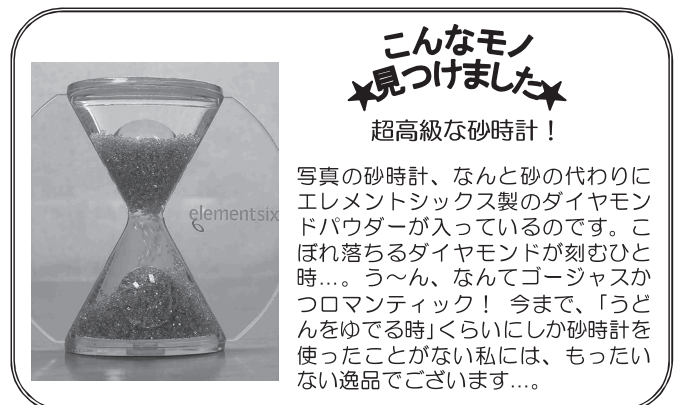 こんなモノ
★見つけました★
超高級な砂時計！
elementsix
写真の砂時計、なんと砂の代わりに
エレメントシックス製のダイヤモン
ドパウダーが入っているのです。こ
ぼれ落ちるダイヤモンドが刻むひと
時…。う～ん、なんてゴージャスか
つロマンティック！ 今まで、「うど
んをゆでる時」くらいにしか砂時計を
使ったことがない私には、もったい
ない逸品でございます…。